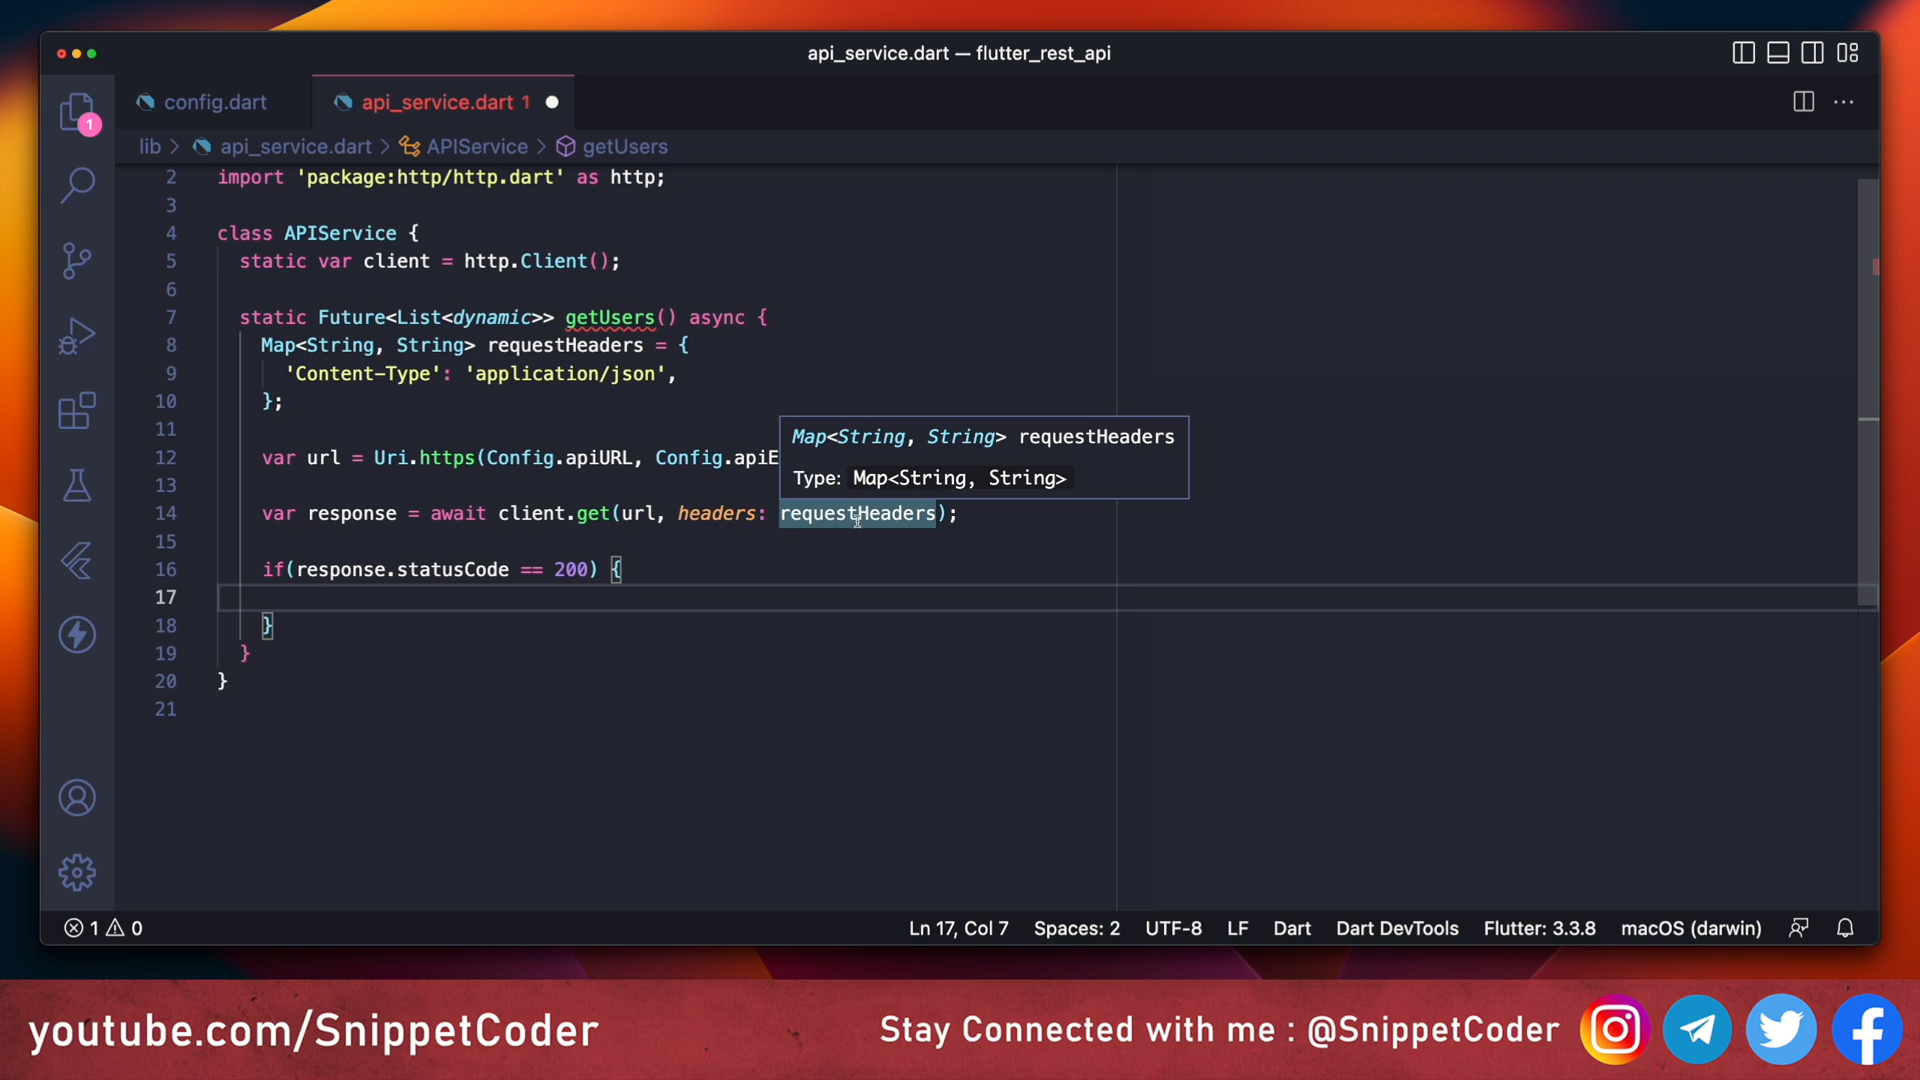 api_service.dart — flutter_rest_api
config.dart
api_service.dart 1
lib > api_service.dart > APIService > getUsers
1
2 import 'package:http/http.dart' as http;
3
4 class APIService {
5 static var client = http.Client();
6
7 static Future<List<dynamic>> getUsers() async {
8 Map<String, String> requestHeaders = {
9 'Content-Type': 'application/json',
10 };
11
Map<String, String> requestHeaders
12 var url = Uri.https(Config.apiURL, Config.apiE
Type: Map<String, String>
13
14 var response = await client.get(url, headers: requestHeaders);
15
16 if(response.statusCode == 200) {
17
18 }
19 }
20 }
21
1 0
Ln 17, Col 7 Spaces: 2 UTF-8 LF Dart Dart DevTools Flutter: 3.3.8 macOS (darwin)
youtube.com/SnippetCoder
Stay Connected with me : @SnippetCoder